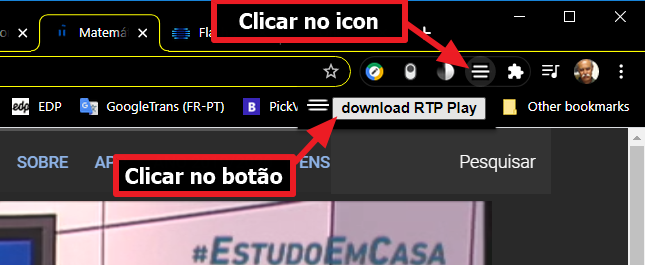 Clicar no icon
Matemá
Fla
edp EDP
GoogleTrans (FR-PT)
B PickV
download RTP Play
Other bookmarks
SOBRE
AP
ENS
Pesquisar
Clicar no botão
#ESTUDOEMCASA